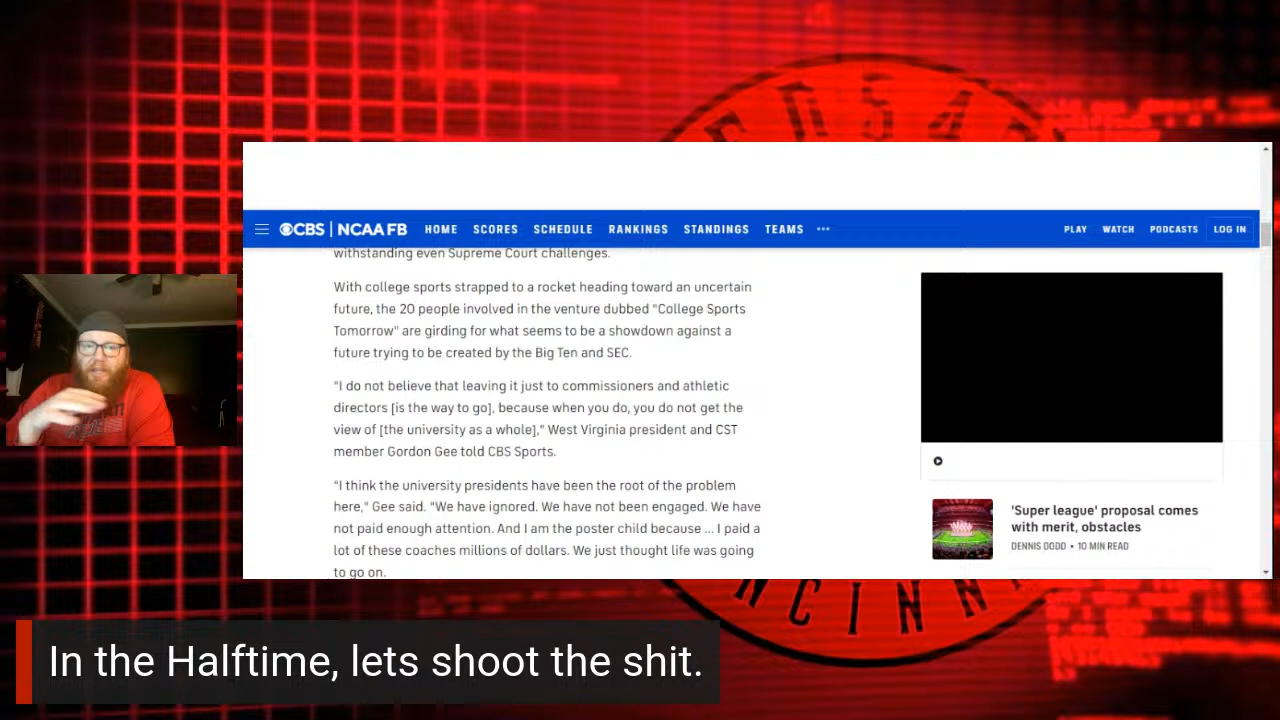 CBS | NCAA FB HOME SCORES SCHEDULE RANKINGS STANDINGS TEAMS ••• PLAY WATCH PODCASTS LOG IN
withstanding even Supreme Court challenges.
With college sports strapped to a rocket heading toward an uncertain
future, the 20 people involved in the venture dubbed "College Sports
Tomorrow" are girding for what seems to be a showdown against a
future trying to be created by the Big Ten and SEC.
"I do not believe that leaving it just to commissioners and athletic
directors [is the way to go], because when you do, you do not get the
view of [the university as a whole]," West Virginia president and CST
member Gordon Gee told CBS Sports.
"I think the university presidents have been the root of the problem
here," Gee said. "We have ignored. We have not been engaged. We have
not paid enough attention. And I am the poster child because ... I paid a
lot of these coaches millions of dollars. We just thought life was going
to go on.
'Super league' proposal comes
with merit, obstacles
DENNIS DODD • 10 MIN READ
In the Halftime, lets shoot the shit.